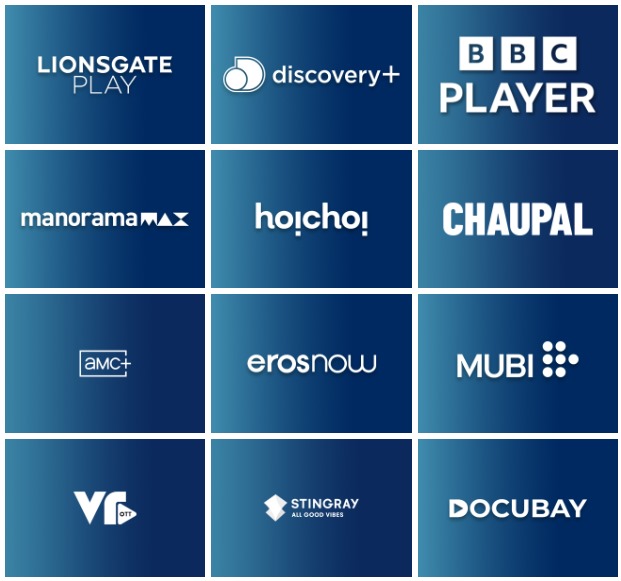 LIONSGATE
PLAY
discovery+
BBC
PLAYER
manoramaMAX
hoichoi
CHAUPAL
aMC+
erosnow
MUBI
vr
OTT
STINGRAY
ALL GOOD VIBES
DOCUBAY